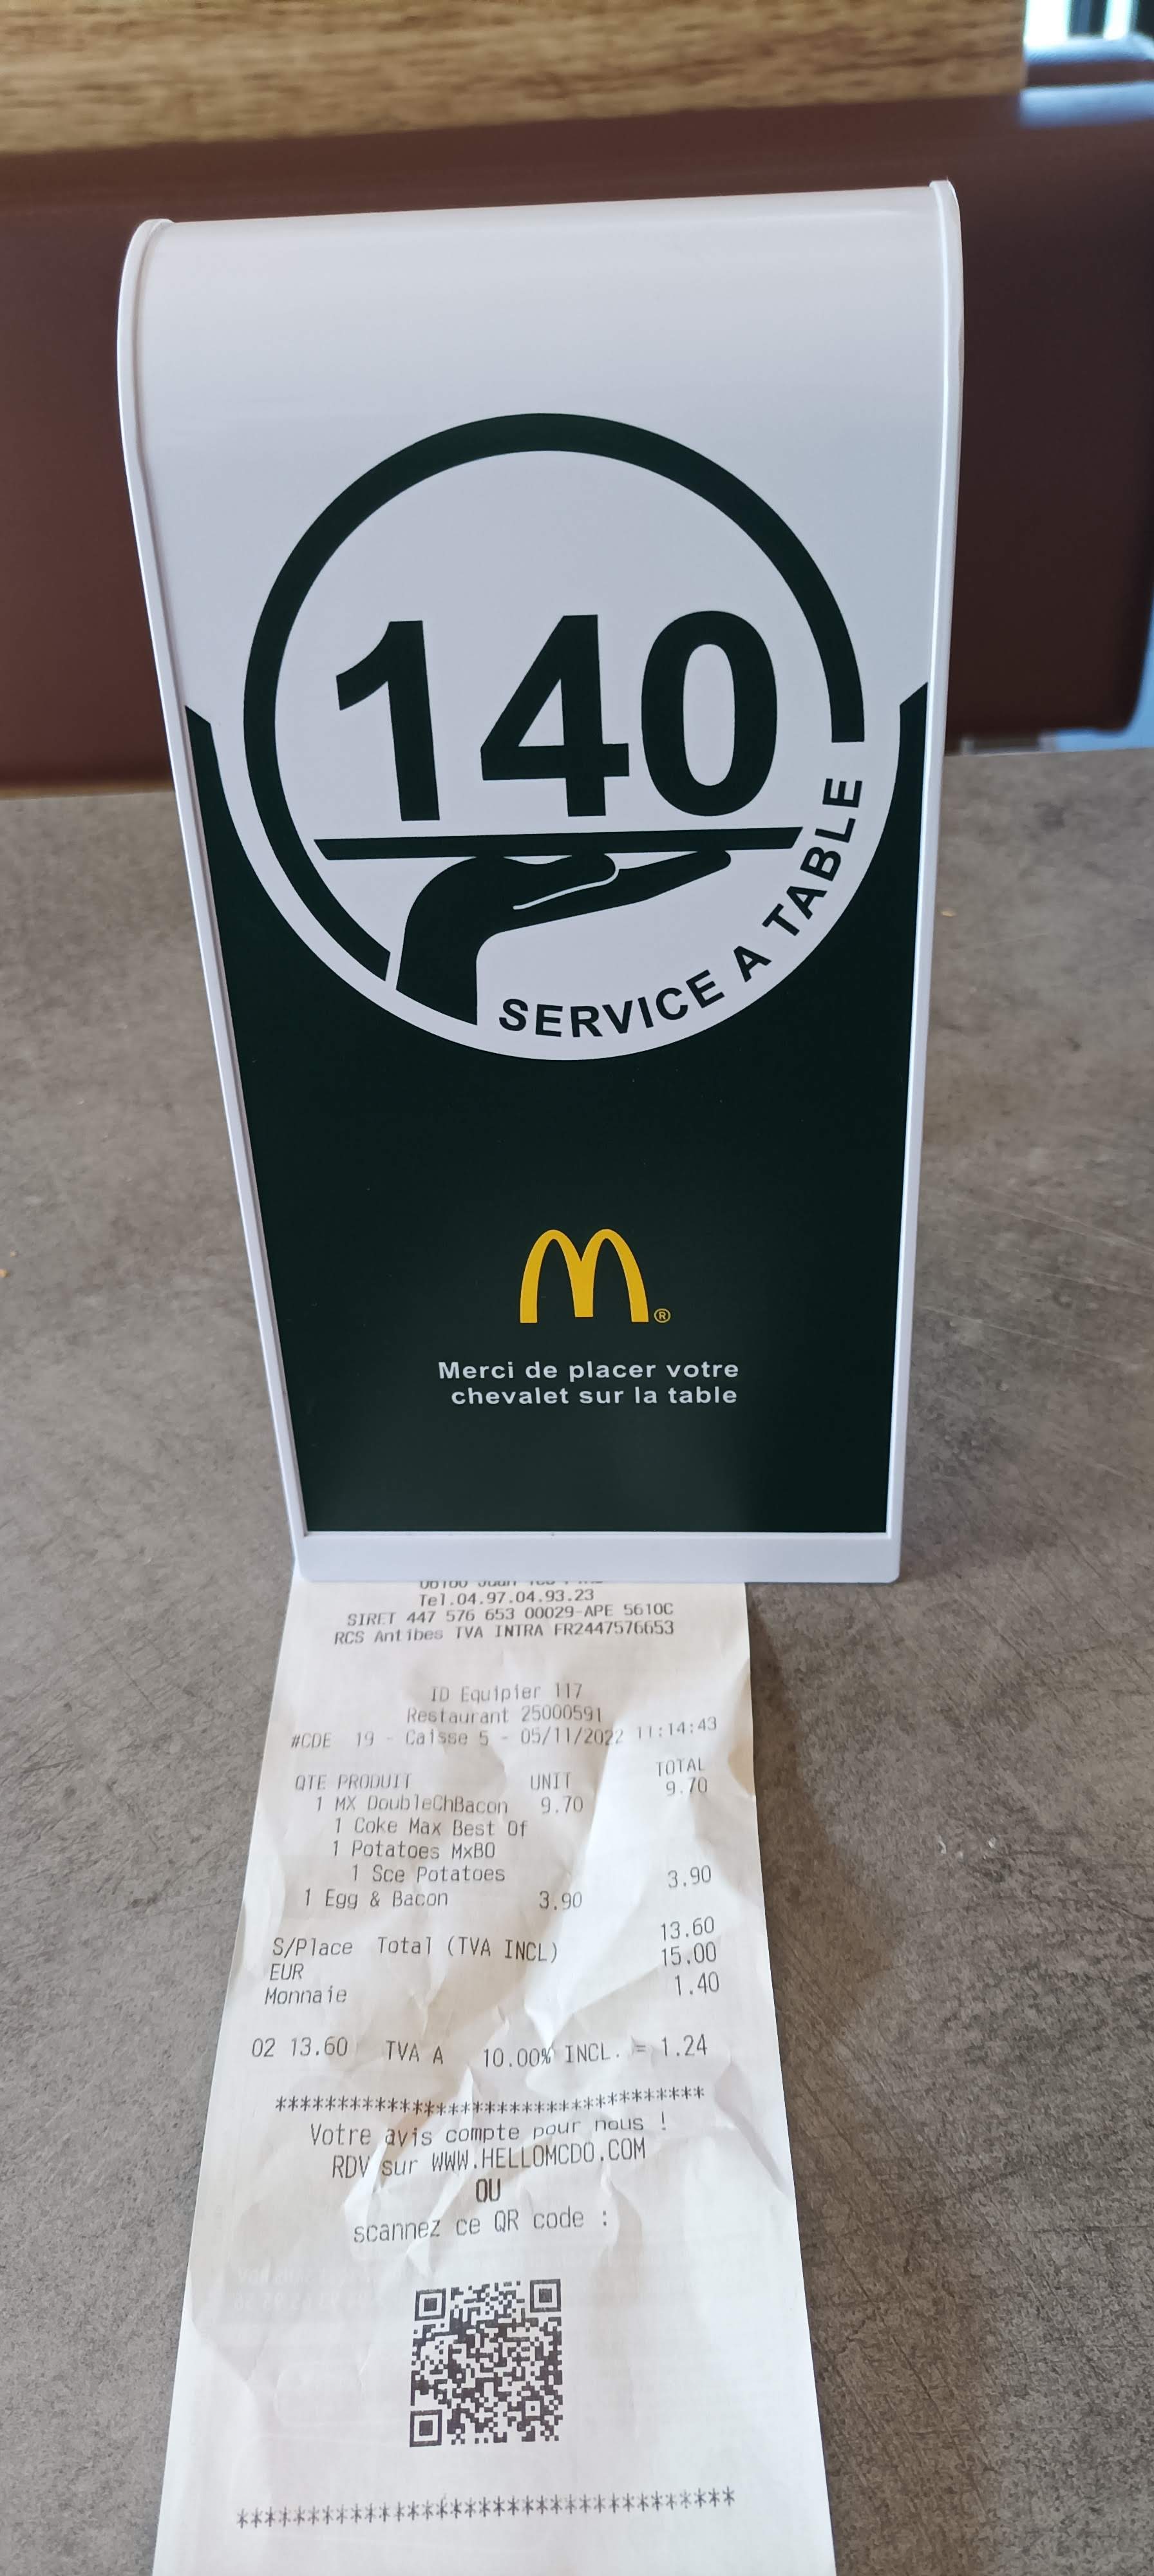 140
SERVICE A TABLE
M®
Merci de placer votre
chevalet sur la table
Tel.04.97.04.93.23
SIRET 447 576 653 00029-APE 5610C
RCS Antibes TVA INTRA FR2447576653
ID Equipier 117
Restaurant 25000591
#CDE 19 - Caisse 5 - 05/11/2022 11:14:43
QTE PRODUIT UNIT TOTAL
1 MX DoubleChBacon 9.70 9.70
1 Coke Max Best Of
1 Potatoes MxBO
1 Sce Potatoes
1 Egg & Bacon 3.90 3.90
S/Place Total (TVA INCL) 13.60
EUR 15.00
Monnaie 1.40
02 13.60 TVA A 10.00% INCL. = 1.24
************************************
Votre avis compte pour nous !
RDV sur WWW.HELLOMCDO.COM
OU
scannez ce QR code :
************************************